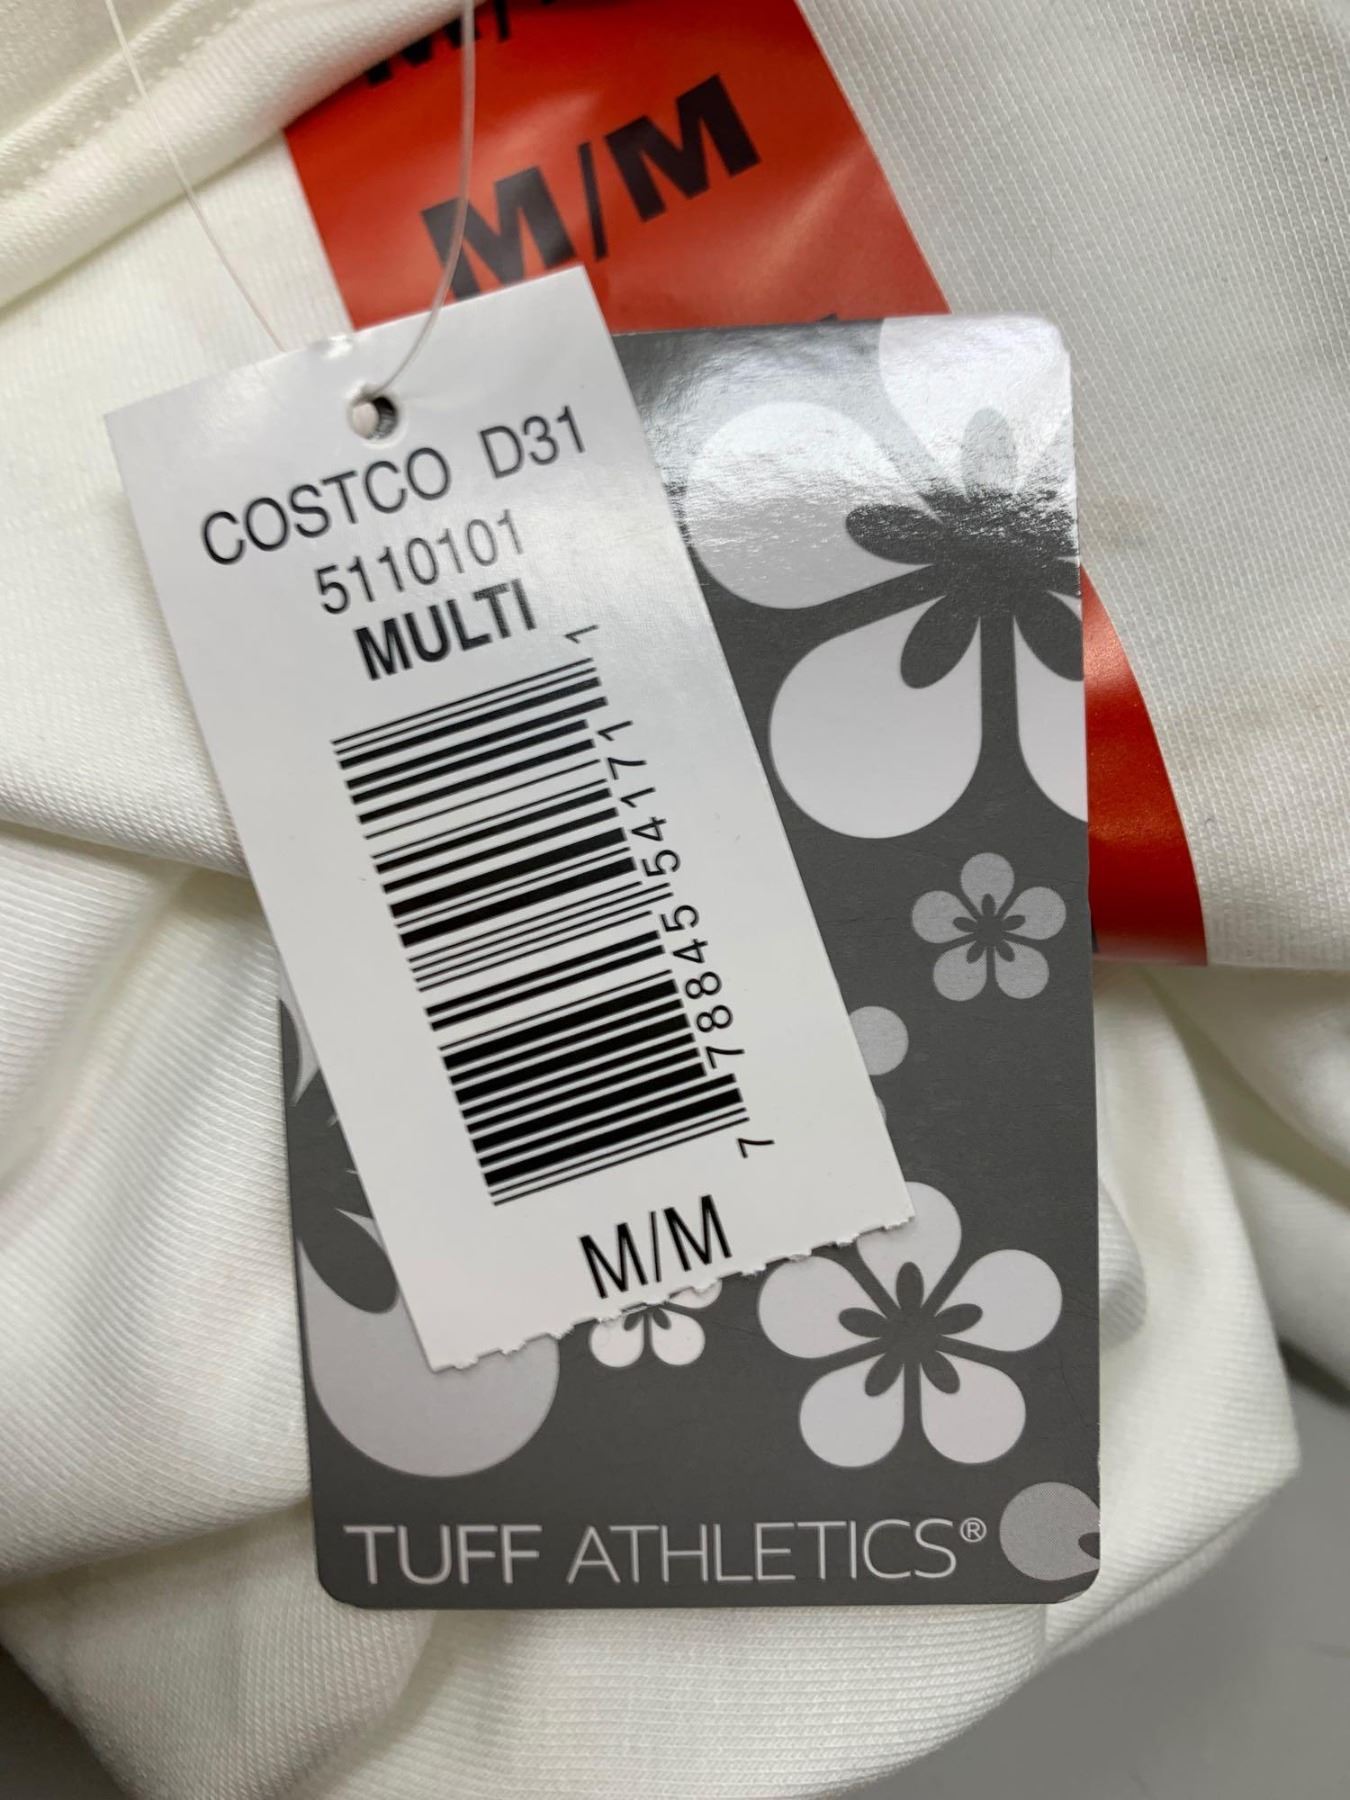 M/M
COSTCO D31
5110101
MULTI
7 78845 54171 1
M/M
TUFF ATHLETICS®